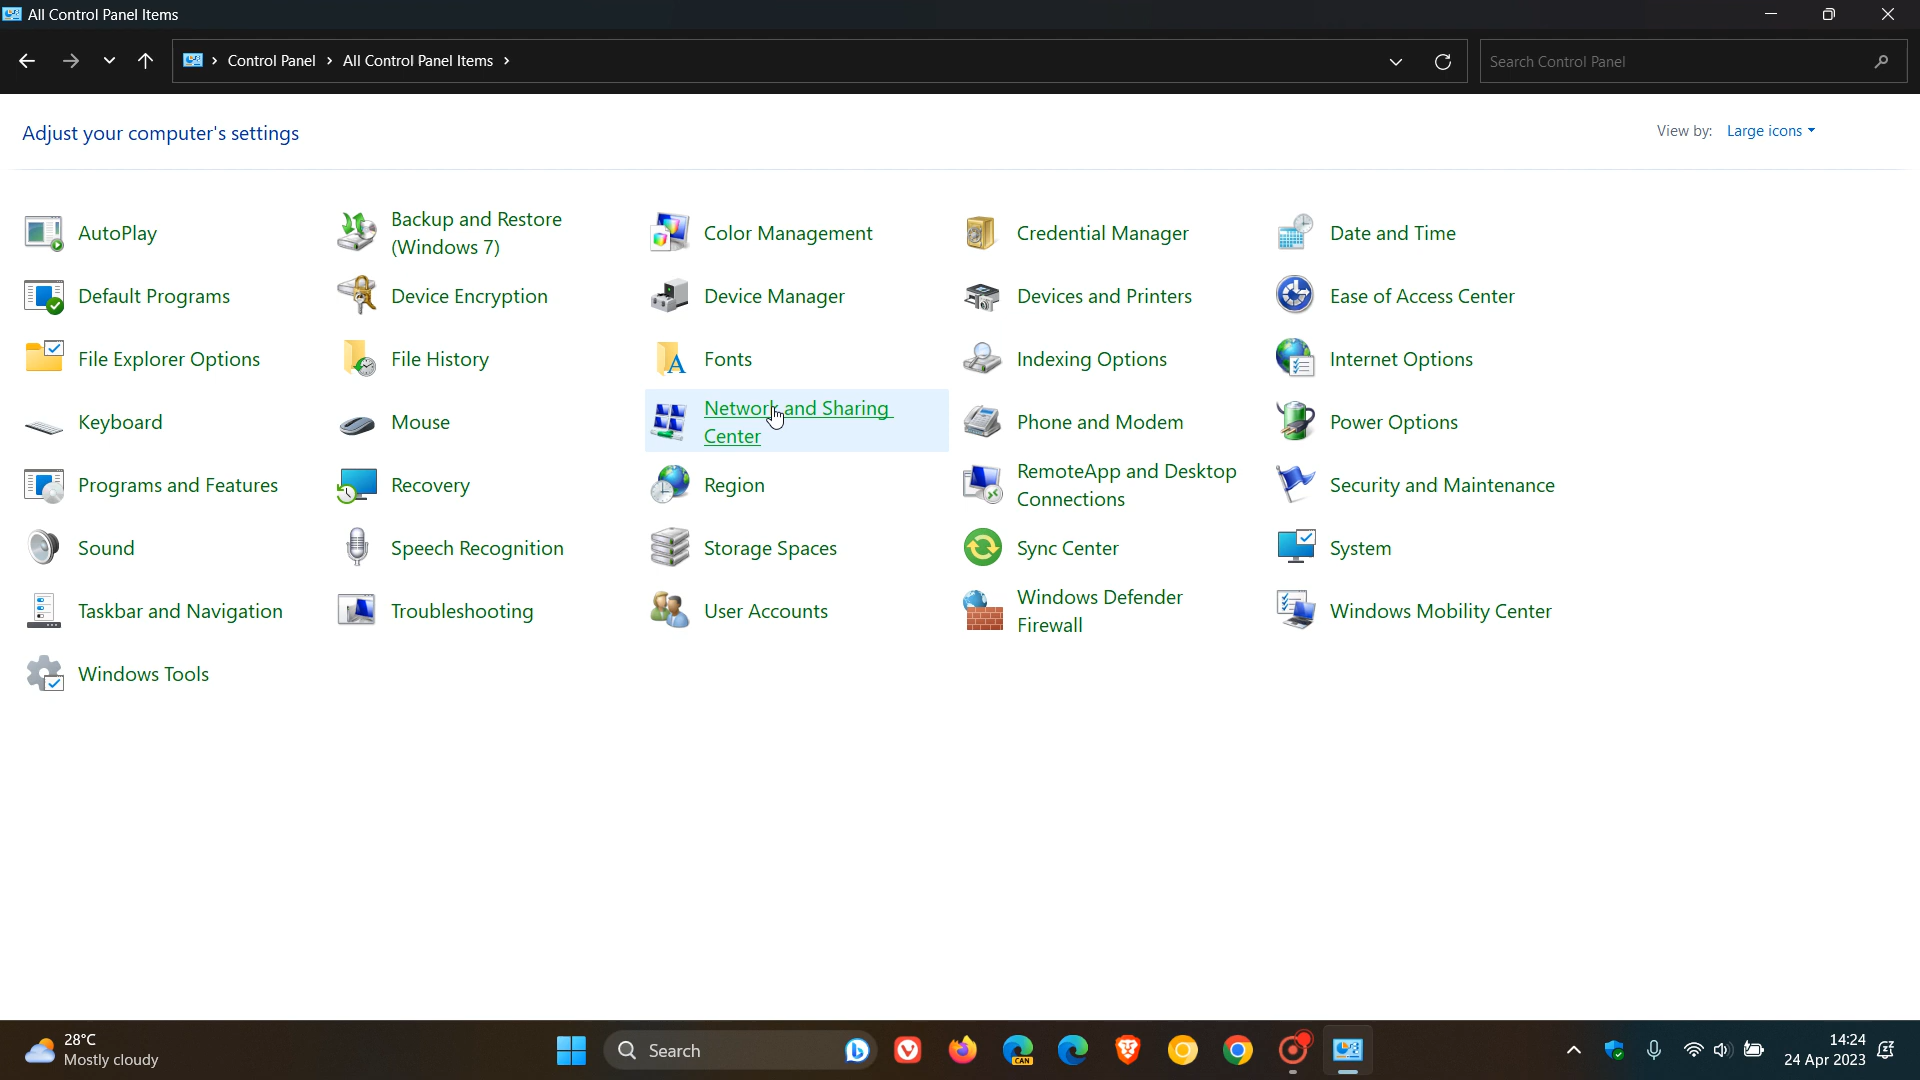 All Control Panel Items
Control Panel
All Control Panel Items
Search Control Panel
Adjust your computer's settings
View by: Large icons
AutoPlay
Backup and Restore
(Windows 7)
Color Management
Credential Manager
Date and Time
Default Programs
Device Encryption
Device Manager
Devices and Printers
Ease of Access Center
File Explorer Options
File History
Fonts
Indexing Options
Internet Options
Keyboard
Mouse
Network and Sharing
Center
Phone and Modem
Power Options
Programs and Features
Recovery
Region
RemoteApp and Desktop
Connections
Security and Maintenance
Sound
Speech Recognition
Storage Spaces
Sync Center
System
Taskbar and Navigation
Troubleshooting
User Accounts
Windows Defender
Firewall
Windows Mobility Center
Windows Tools
28°C
Mostly cloudy
Search
CAN
14:24
24 Apr 2023